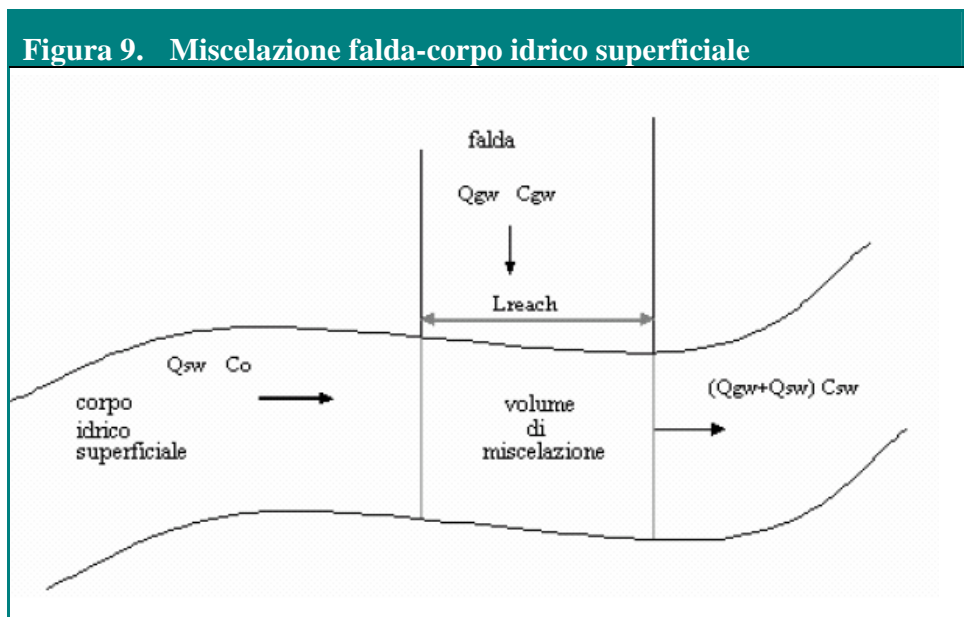 Figura 9. Miscelazione falda-corpo idrico superficiale
falda
Qgw Cgw
Lreach
Qsw Co
(Qgw+Qsw) Csw
corpo
idrico
superficiale
volume
di
miscelazione